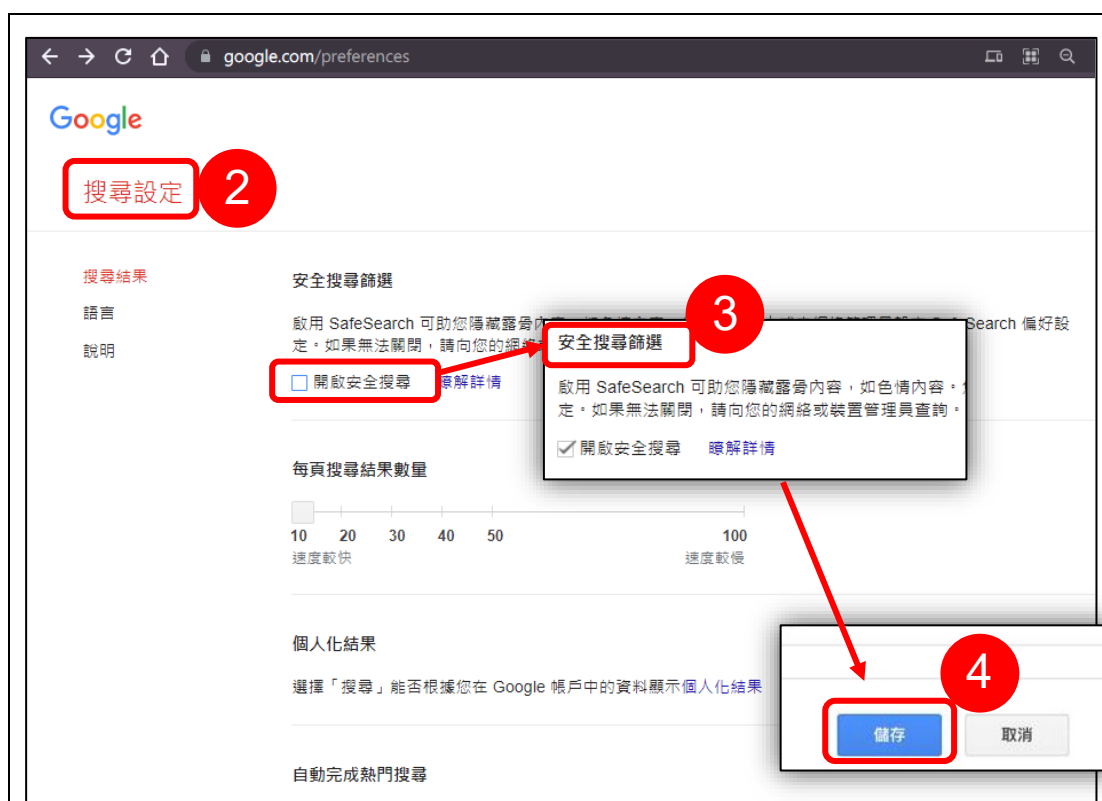 google.com/preferences
Google
搜尋設定
2
搜尋結果
語言
說明
安全搜尋篩選
啟用 SafeSearch 可助您隱藏露骨內
Search 偏好設
定。如果無法關閉,請向您的網絡
開啟安全搜尋 瞭解詳情
3
安全搜尋篩選
啟用 SafeSearch 可助您隱藏露骨內容,如色情內容。
定。如果無法關閉,請向您的網絡或裝置管理員查詢。
開啟安全搜尋 瞭解詳情
每頁搜尋結果數量
10 20 30 40 50 100
速度較快 速度較慢
個人化結果
選擇「搜尋」能否根據您在 Google 帳戶中的資料顯示個人化結果
4
儲存 取消
自動完成熱門搜尋